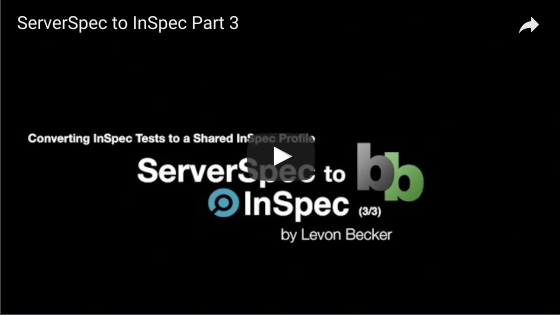 ServerSpec to InSpec Part 3
Converting InSpec Tests to a Shared InSpec Profile
ServerSpec to bb
InSpec (3/3)
by Levon Becker